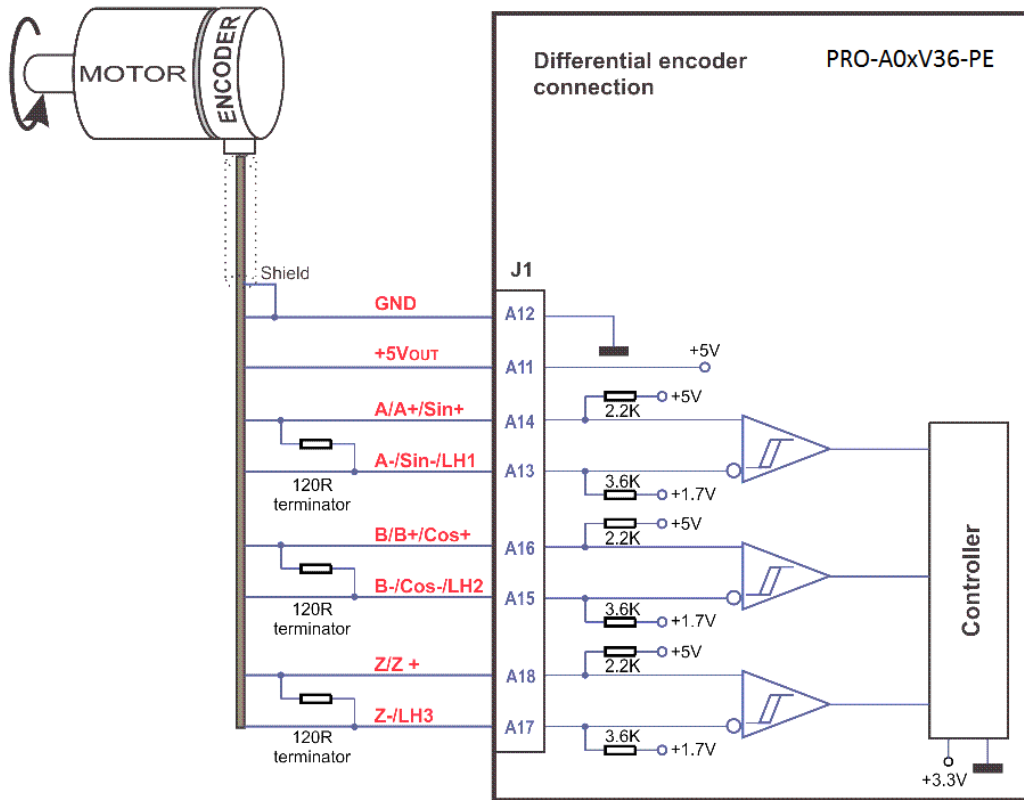 MOTOR
ENCODER
Differential encoder
connection
PRO-A0xV36-PE
Shield
J1
GND
A12
+5VOUT
A11
+5V
A/A+/Sin+
A14
+5V
2.2K
A-/Sin-/LH1
A13
3.6K
+1.7V
120R
terminator
B/B+/Cos+
A16
+5V
2.2K
B-/Cos-/LH2
A15
3.6K
+1.7V
120R
terminator
Z/Z +
A18
+5V
2.2K
Z-/LH3
A17
3.6K
+1.7V
120R
terminator
Controller
+3.3V